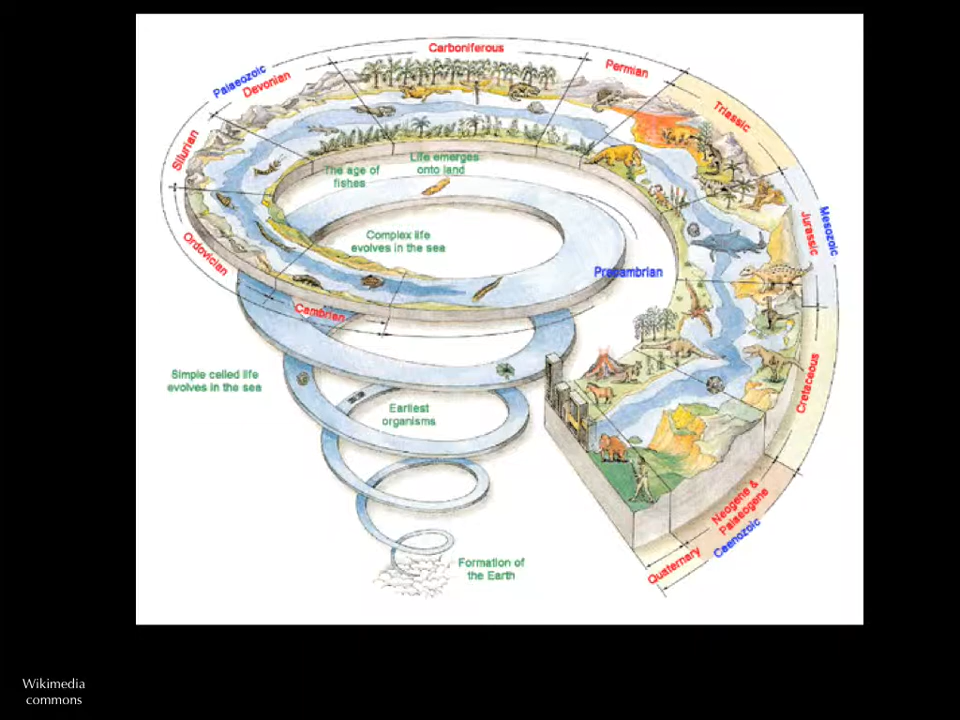 Carboniferous
Permian
Palaeozoic
Devonian
Triassic
Silurian
Life emerges
onto land
The age of
fishes
Mesozoic
Jurassic
Complex life
evolves in the sea
Ordovician
Precambrian
Cambrian
Simple celled life
evolves in the sea
Cretaceous
Earliest
organisms
Neogene &
Palaeogene
Caenozoic
Quaternary
Formation of
the Earth
Wikimedia
commons